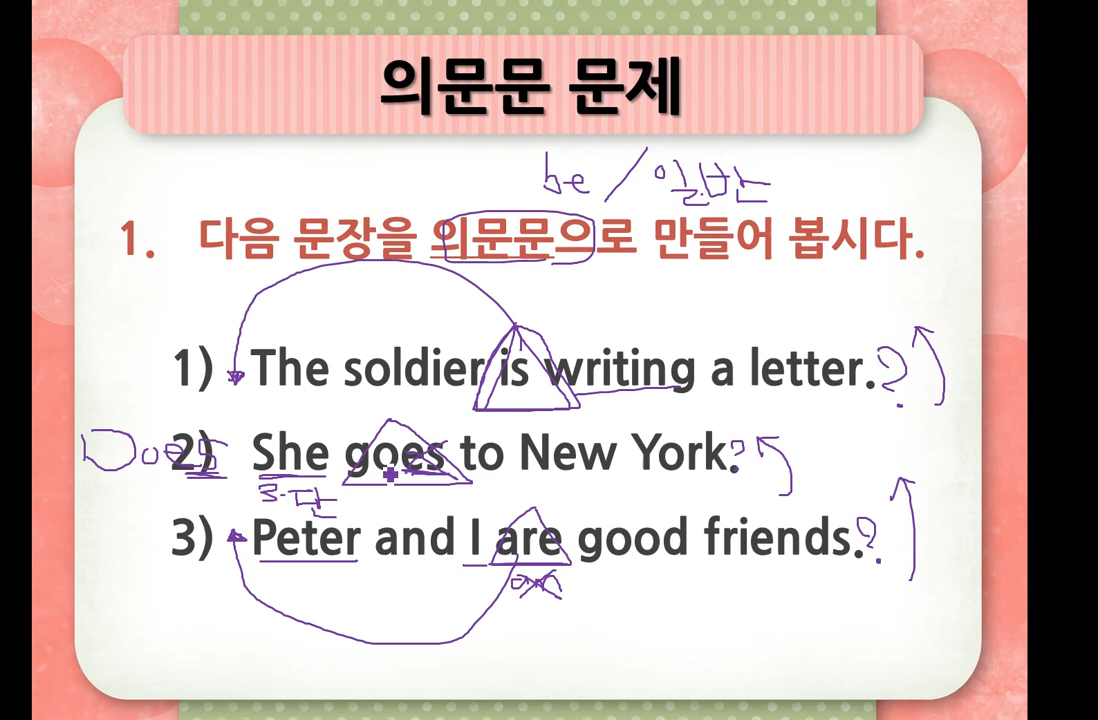 의문문 문제
be / 일반
1. 다음 문장을 의문문으로 만들어 봅시다.
1) The soldier is writing a letter. ?
Does
2) She goes to New York. ?
3·단
3) Peter and I are good friends. ?
am